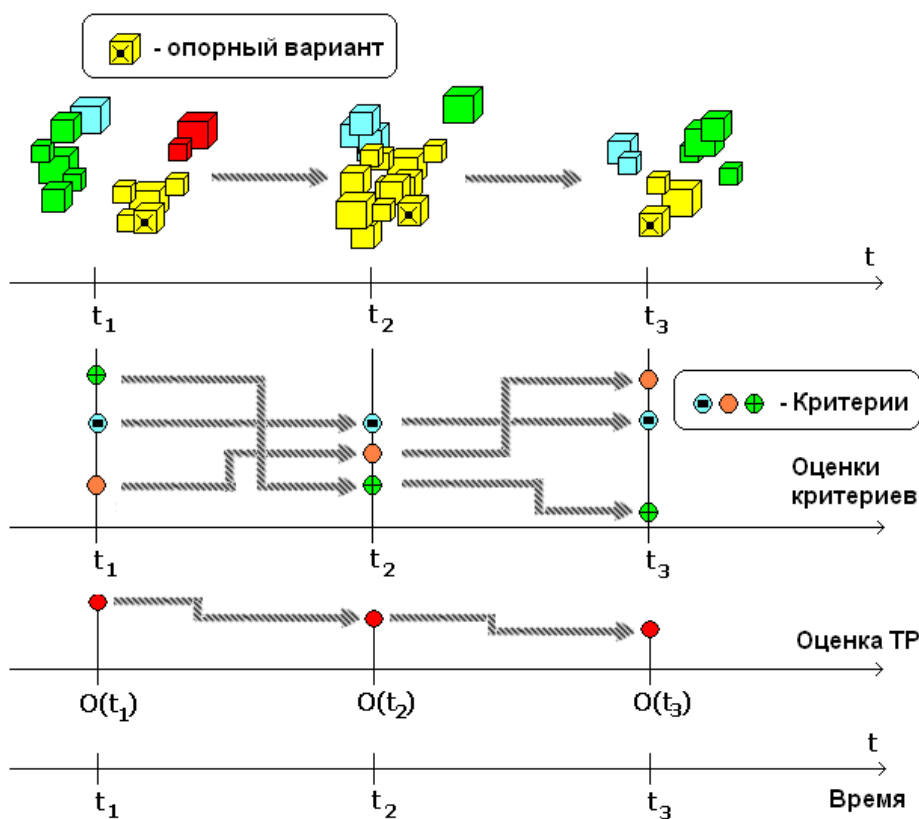 - опорный вариант
t
t1 t2 t3
- Критерии
Оценки
критериев
t1 t2 t3
Оценка ТР
O(t1) O(t2) O(t3)
t
t1 t2 t3
Время